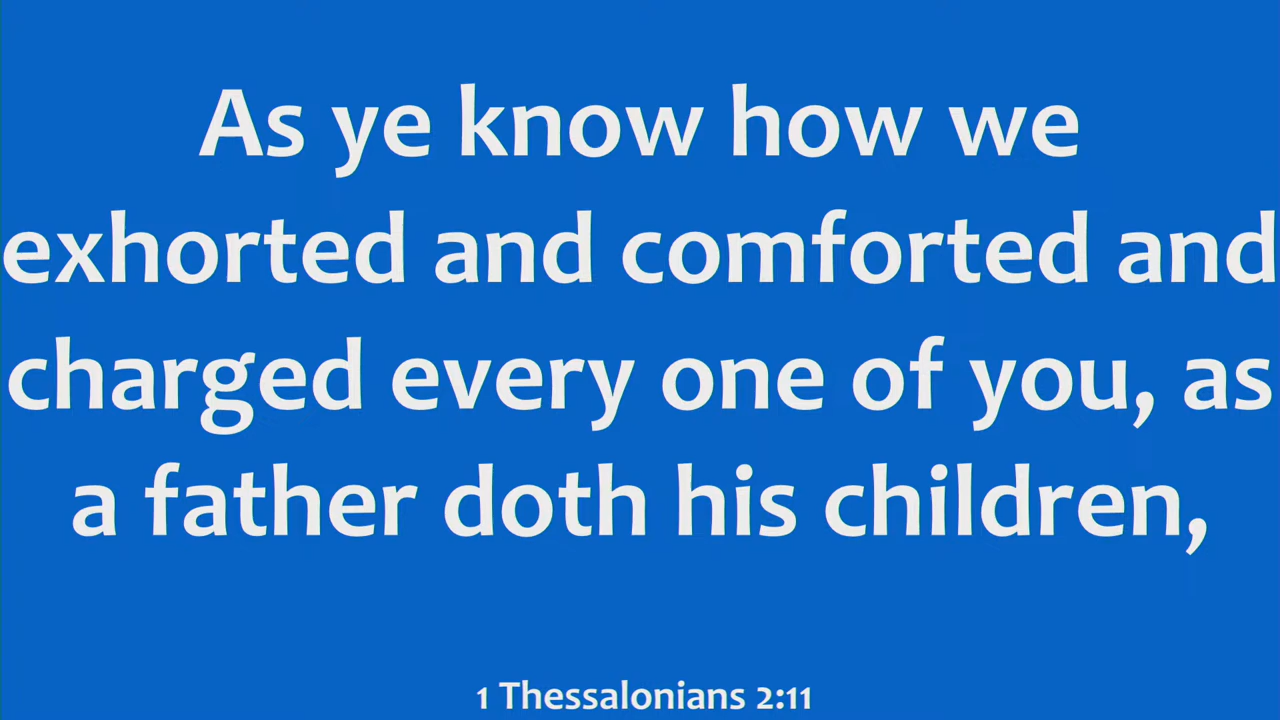 As ye know how we
exhorted and comforted and
charged every one of you, as
a father doth his children,
1 Thessalonians 2:11